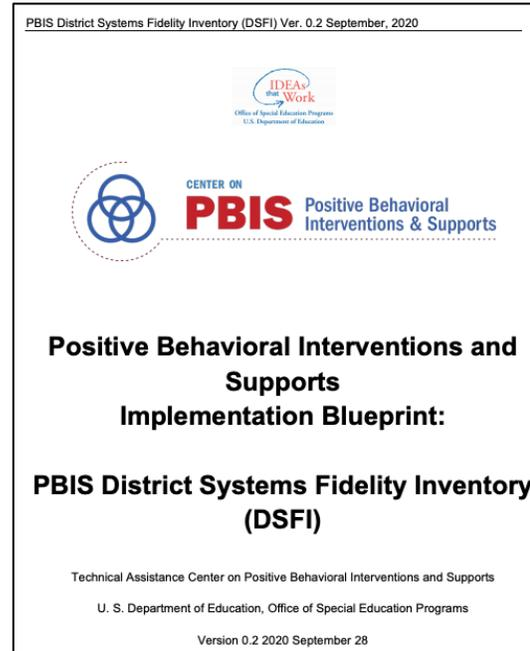 PBIS District Systems Fidelity Inventory (DSFI) Ver. 0.2 September, 2020
IDEAs
that Work
Office of Special Education Programs
U.S. Department of Education
CENTER ON
PBIS Positive Behavioral
Interventions & Supports
Positive Behavioral Interventions and
Supports
Implementation Blueprint:
PBIS District Systems Fidelity Inventory
(DSFI)
Technical Assistance Center on Positive Behavioral Interventions and Supports
U. S. Department of Education, Office of Special Education Programs
Version 0.2 2020 September 28